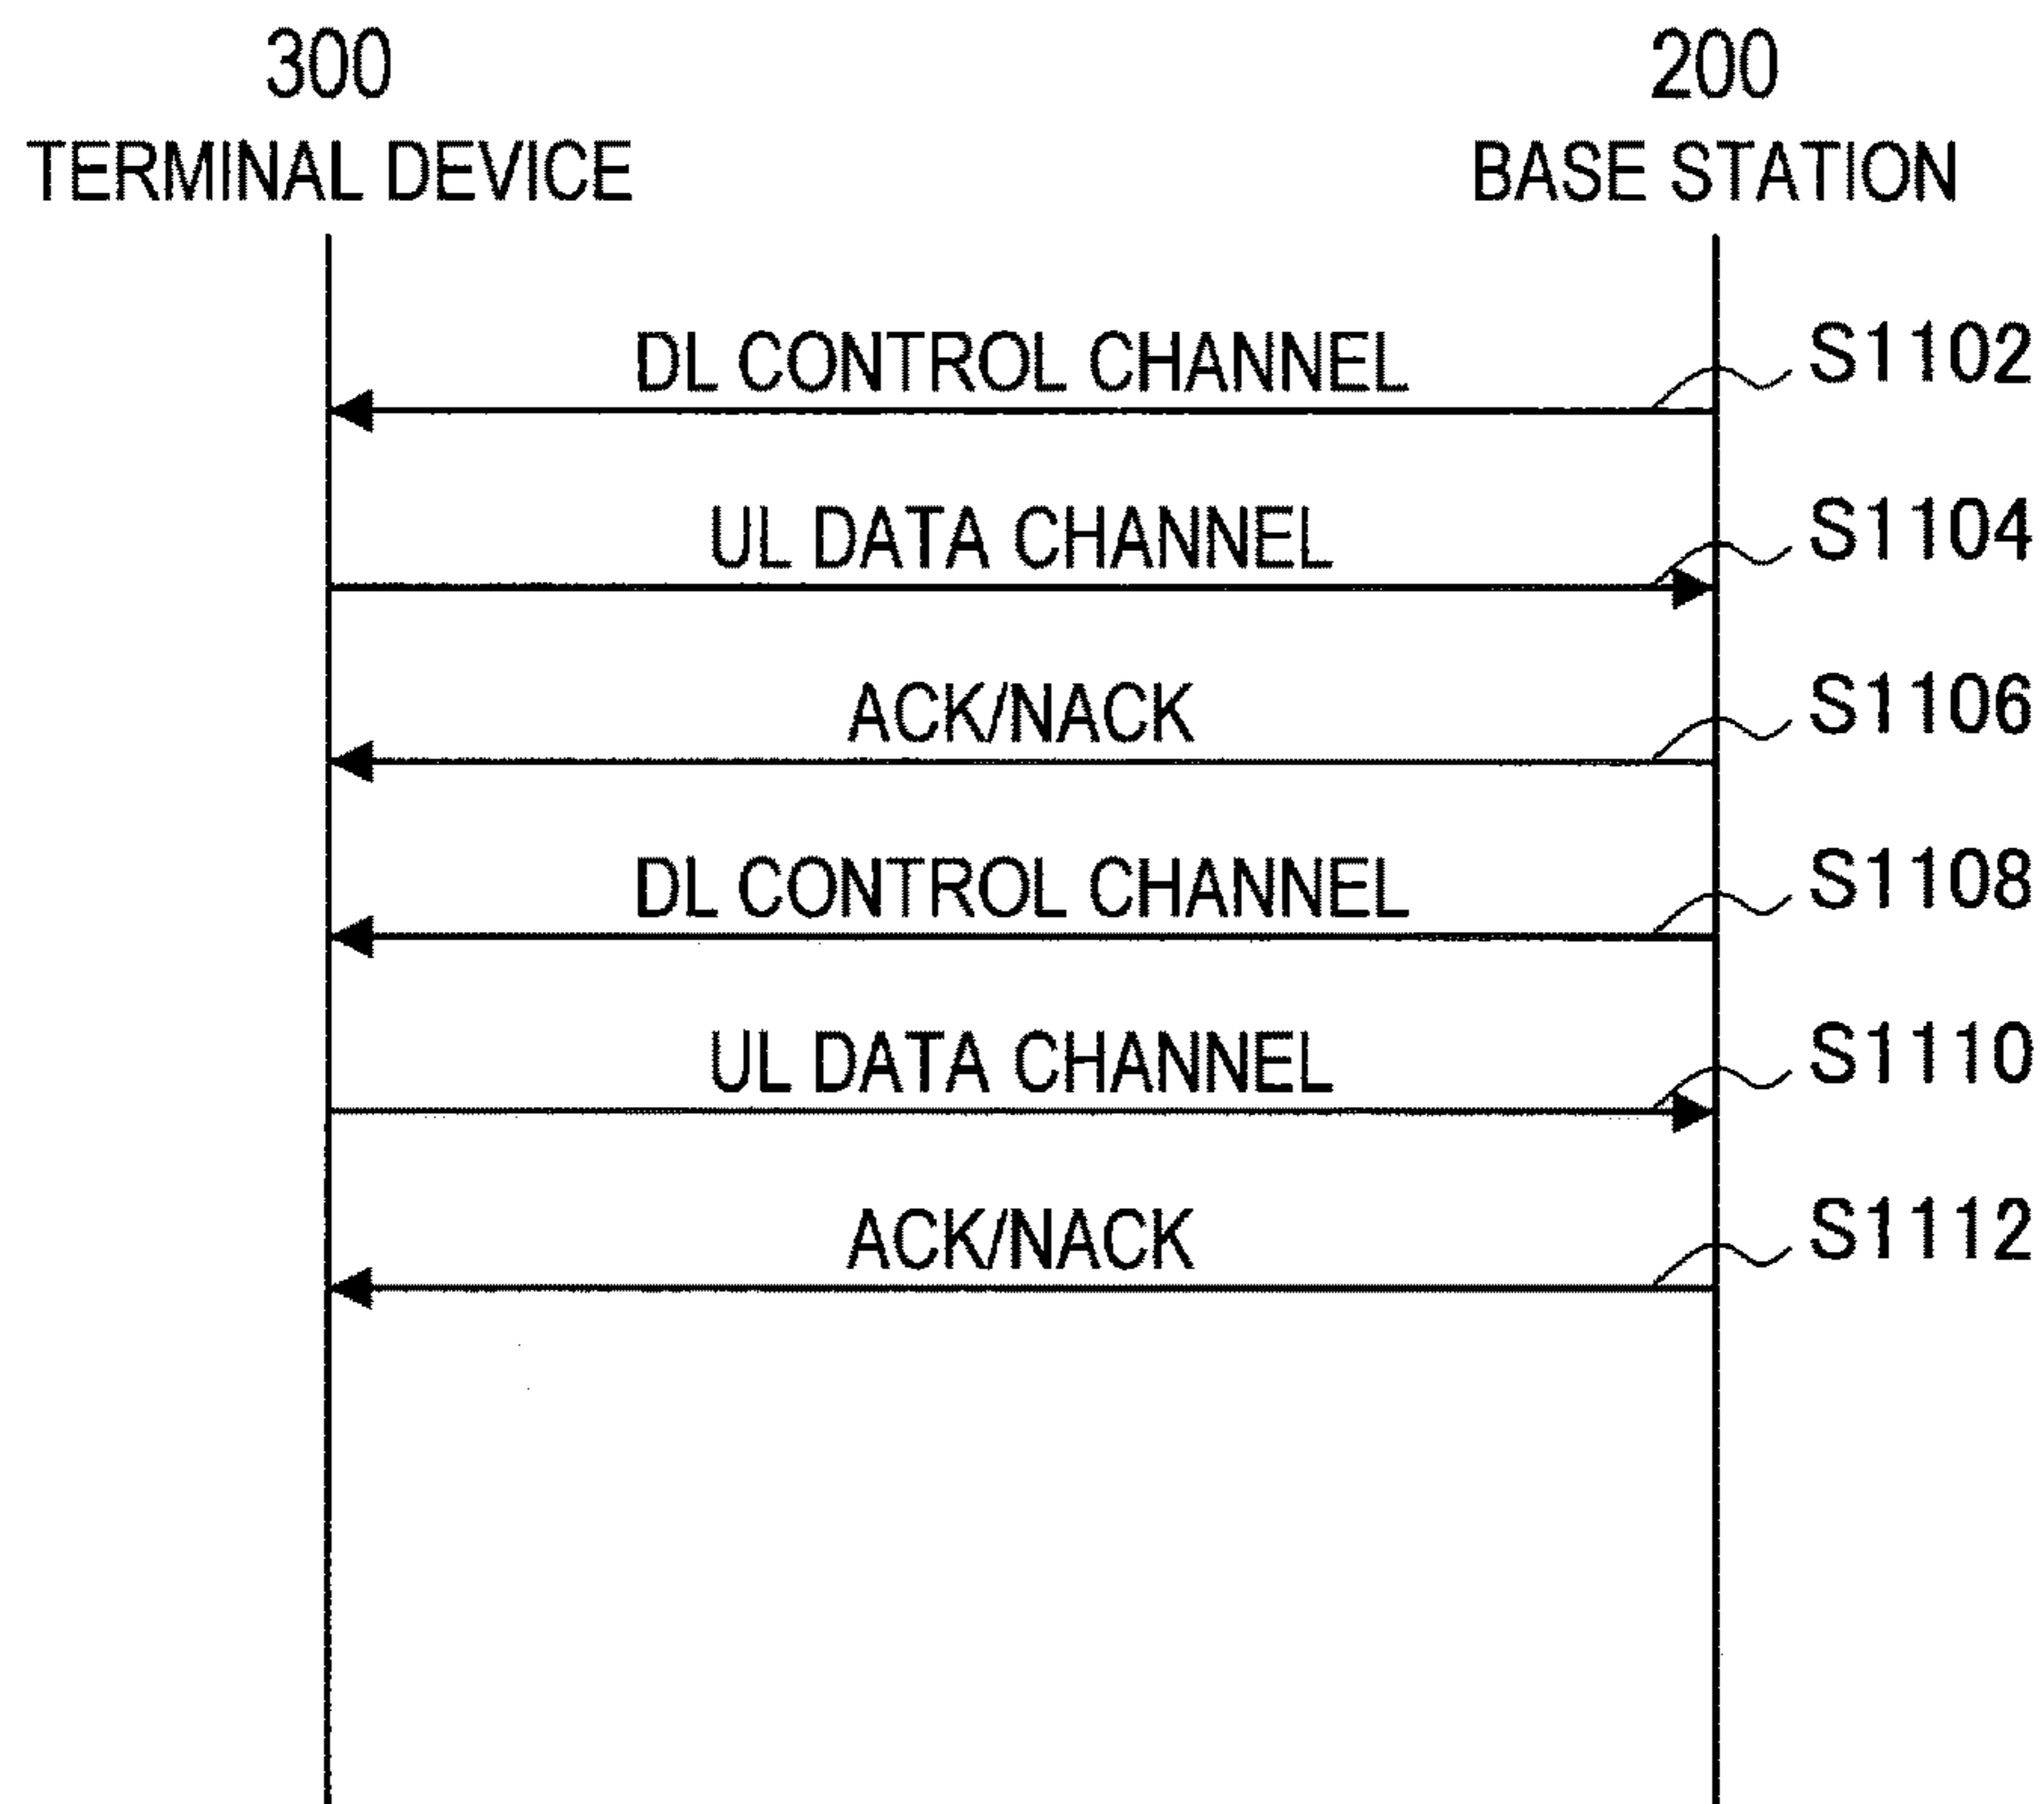 300 200
TERMINAL DEVICE BASE STATION
DL CONTROL CHANNEL S1102
UL DATA CHANNEL S1104
ACK/NACK S1106
DL CONTROL CHANNEL S1108
UL DATA CHANNEL S1110
ACK/NACK S1112